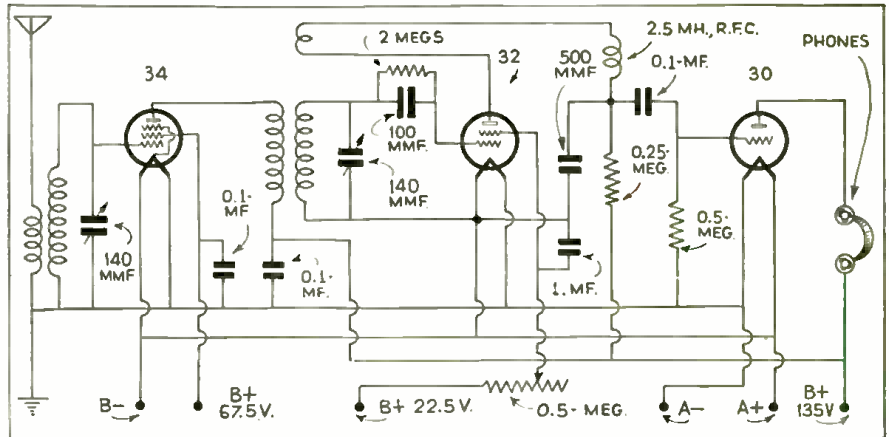 2 MEGS
34
32
500
MMF
2.5 MH., R.F.C.
0.1-MF.
30
PHONES
100
MMF.
140
MMF.
0.1-
MF
140
MMF
0.1-
MF.
0.25-
MEG.
1. MF.
0.5-
MEG.
B-
B+
67.5 V.
B+ 22.5 V.
0.5-MEG.
A-
A+
B+
135V